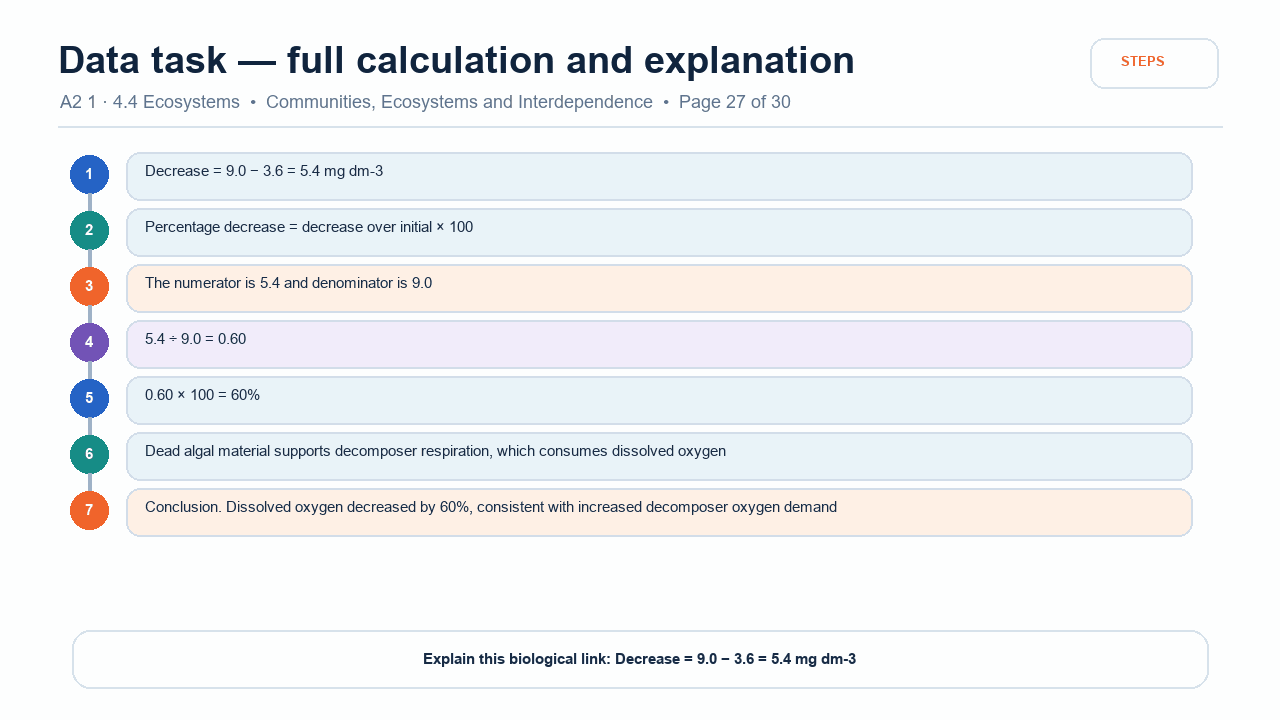 Data task — full calculation and explanation
STEPS
A2 1 · 4.4 Ecosystems • Communities, Ecosystems and Interdependence • Page 27 of 30
1 Decrease = 9.0 − 3.6 = 5.4 mg dm-3
2 Percentage decrease = decrease over initial × 100
3 The numerator is 5.4 and denominator is 9.0
4 5.4 ÷ 9.0 = 0.60
5 0.60 × 100 = 60%
6 Dead algal material supports decomposer respiration, which consumes dissolved oxygen
7 Conclusion. Dissolved oxygen decreased by 60%, consistent with increased decomposer oxygen demand
Explain this biological link: Decrease = 9.0 − 3.6 = 5.4 mg dm-3